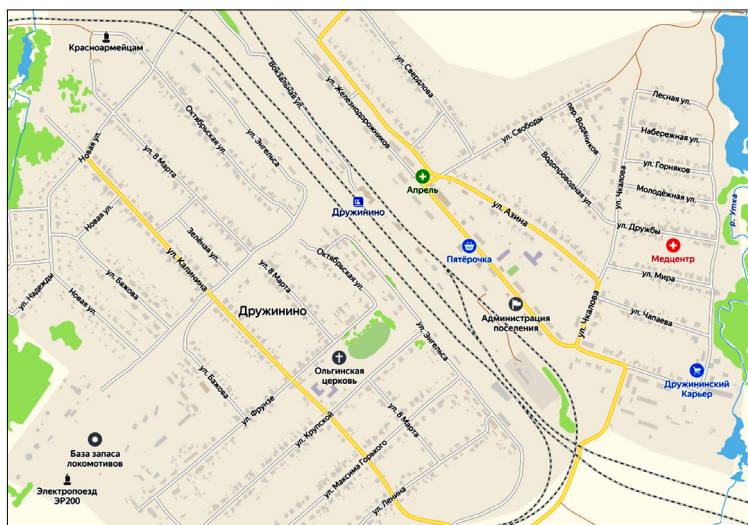 Красноармейцам
Новая ул.
ул. 8 Марта
Октябрьская ул.
ул. Энгельса
Вокзальная ул.
ул. Железнодорожников
ул. Свердлова
ул. Свободы
пер. Водяников
Водопроводная ул.
Лесная ул.
Набережная ул.
ул. Горняков
Молодёжная ул.
ул. Чкалова
ул. Дружбы
р. Утка
Апрель
ул. Азина
Дружинино
Пятёрочка
Медцентр
ул. Мира
ул. Чапаева
ул. Чкалова
Новая ул.
Зелёная ул.
ул. Калинина
ул. Бажова
ул. Надежды
Новая ул.
ул. 8 Марта
Октябрьская ул.
Дружинино
ул. Энгельса
Администрация
поселения
Ольгинская
церковь
Дружининский
Карьер
ул. Бажова
ул. Фрунзе
ул. Крупской
ул. 8 Марта
ул. Максима Горького
ул. Ленина
База запаса
локомотивов
Электропоезд
ЭР200